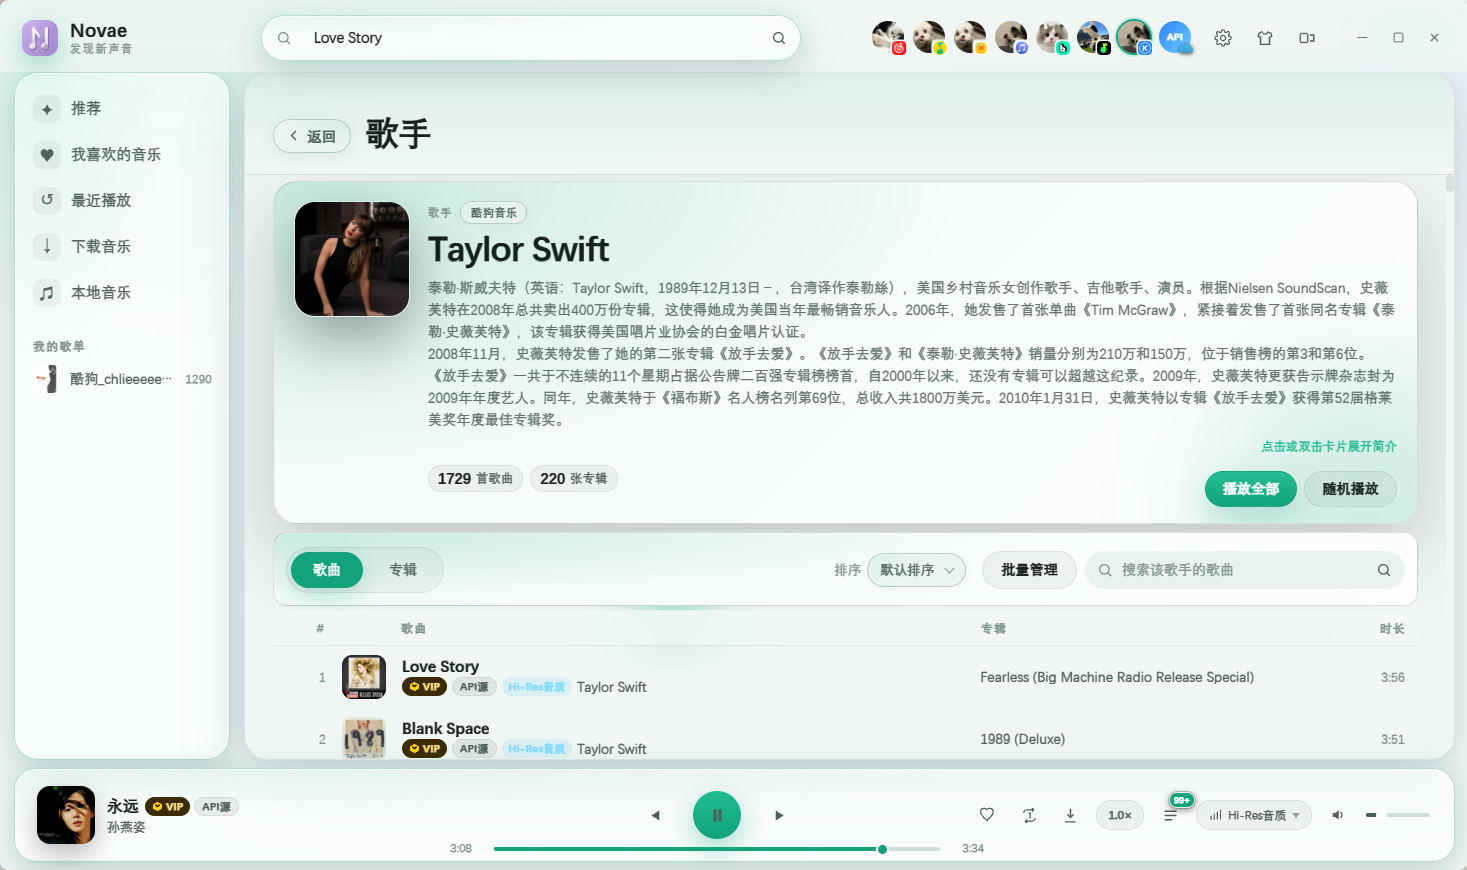 Novae
发现新声音
Love Story
API
推荐
我喜欢的音乐
最近播放
下载音乐
本地音乐
我的歌单
酷狗_chlieeeee··· 1290
返回 歌手
歌手 酷狗音乐
Taylor Swift
泰勒·斯威夫特（英语：Taylor Swift，1989年12月13日－，台湾译作泰勒絲），美国乡村音乐女创作歌手、吉他歌手、演员。根据Nielsen SoundScan，史薇
芙特在2008年总共卖出400万份专辑，这使得她成为美国当年最畅销音乐人。2006年，她发售了首张单曲《Tim McGraw》，紧接着发售了首张同名专辑《泰
勒·史薇芙特》，该专辑获得美国唱片业协会的白金唱片认证。
2008年11月，史薇芙特发售了她的第二张专辑《放手去爱》。《放手去爱》和《泰勒·史薇芙特》销量分别为210万和150万，位于销售榜的第3和第6位。
《放手去爱》一共于不连续的11个星期占据公告牌二百强专辑榜榜首，自2000年以来，还没有专辑可以超越这纪录。2009年，史薇芙特更获告示牌杂志封为
2009年年度艺人。同年，史薇芙特于《福布斯》名人榜名列第69位，总收入共1800万美元。2010年1月31日，史薇芙特以专辑《放手去爱》获得第52届格莱
美奖年度最佳专辑奖。
点击或双击卡片展开简介
1729 首歌曲 220 张专辑
播放全部 随机播放
歌曲 专辑 排序 默认排序 批量管理 搜索该歌手的歌曲
# 歌曲 专辑 时长
1 Love Story Fearless (Big Machine Radio Release Special) 3:56
VIP API源 Hi-Res音质 Taylor Swift
2 Blank Space 1989 (Deluxe) 3:51
VIP API源 Hi-Res音质 Taylor Swift
永远 VIP API源
孙燕姿
3:08 3:34
1.0×
99+
Hi-Res音质